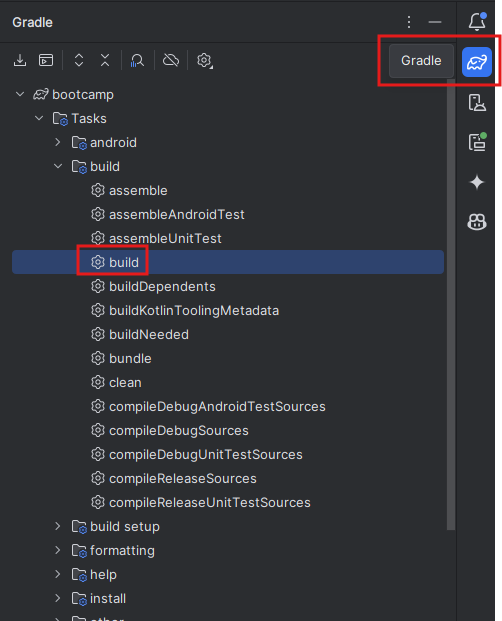 Gradle
Gradle
bootcamp
Tasks
android
build
assemble
assembleAndroidTest
assembleUnitTest
build
buildDependents
buildKotlinToolingMetadata
buildNeeded
bundle
clean
compileDebugAndroidTestSources
compileDebugSources
compileDebugUnitTestSources
compileReleaseSources
compileReleaseUnitTestSources
build setup
formatting
help
install